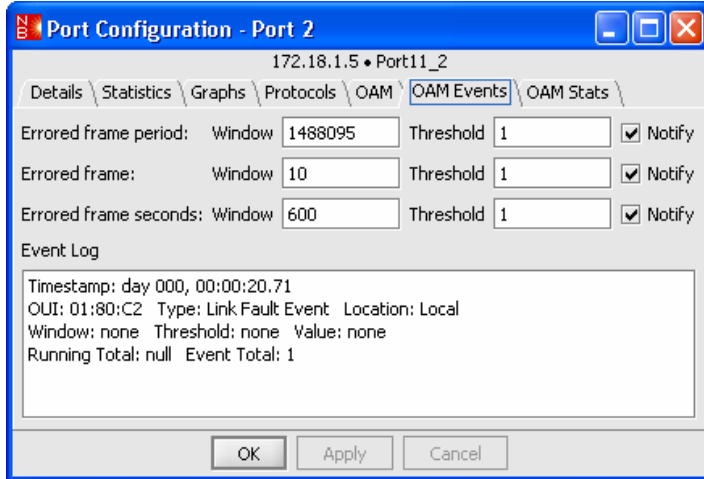 NB Port Configuration - Port 2
172.18.1.5 • Port11_2
Details Statistics Graphs Protocols OAM OAM Events OAM Stats
Errored frame period: Window 1488095 Threshold 1 Notify
Errored frame: Window 10 Threshold 1 Notify
Errored frame seconds: Window 600 Threshold 1 Notify
Event Log
Timestamp: day 000, 00:00:20.71
OUI: 01:80:C2 Type: Link Fault Event Location: Local
Window: none Threshold: none Value: none
Running Total: null Event Total: 1
OK Apply Cancel